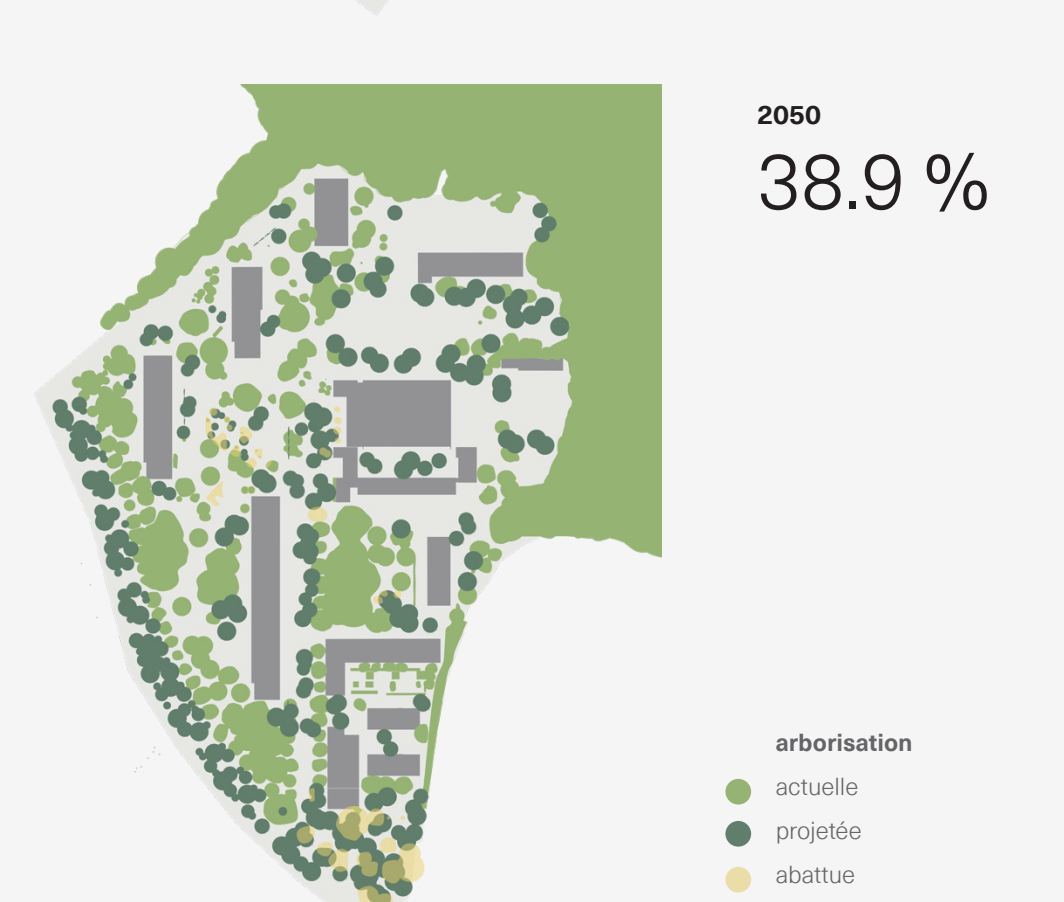 2050
38.9 %
arborisation
actuelle
projetée
abattue